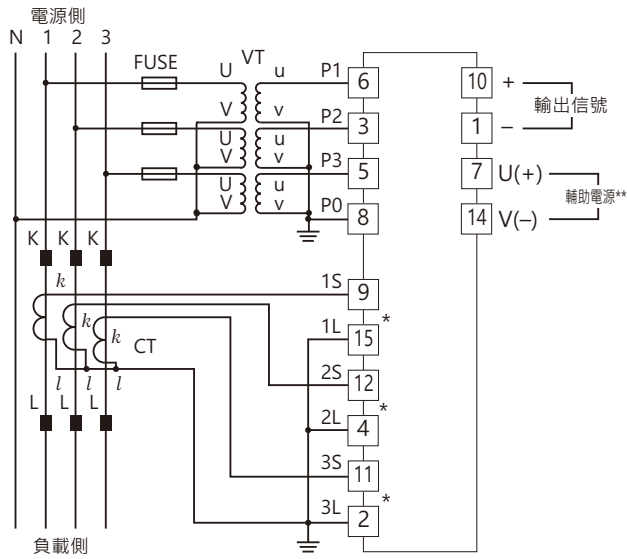 電源側
N 1 2 3
FUSE VT
U u P1 6 10 +
輸出信號
V v P2 3 1 –
U u
V v P3 5 7 U(+)
輔助電源**
U u
V v P0 8 14 V(–)
K K K
k 1S 9
k 1L 15 *
k CT
l l l 2S 12
L L L 2L 4 *
3S 11
3L 2 *
負載側